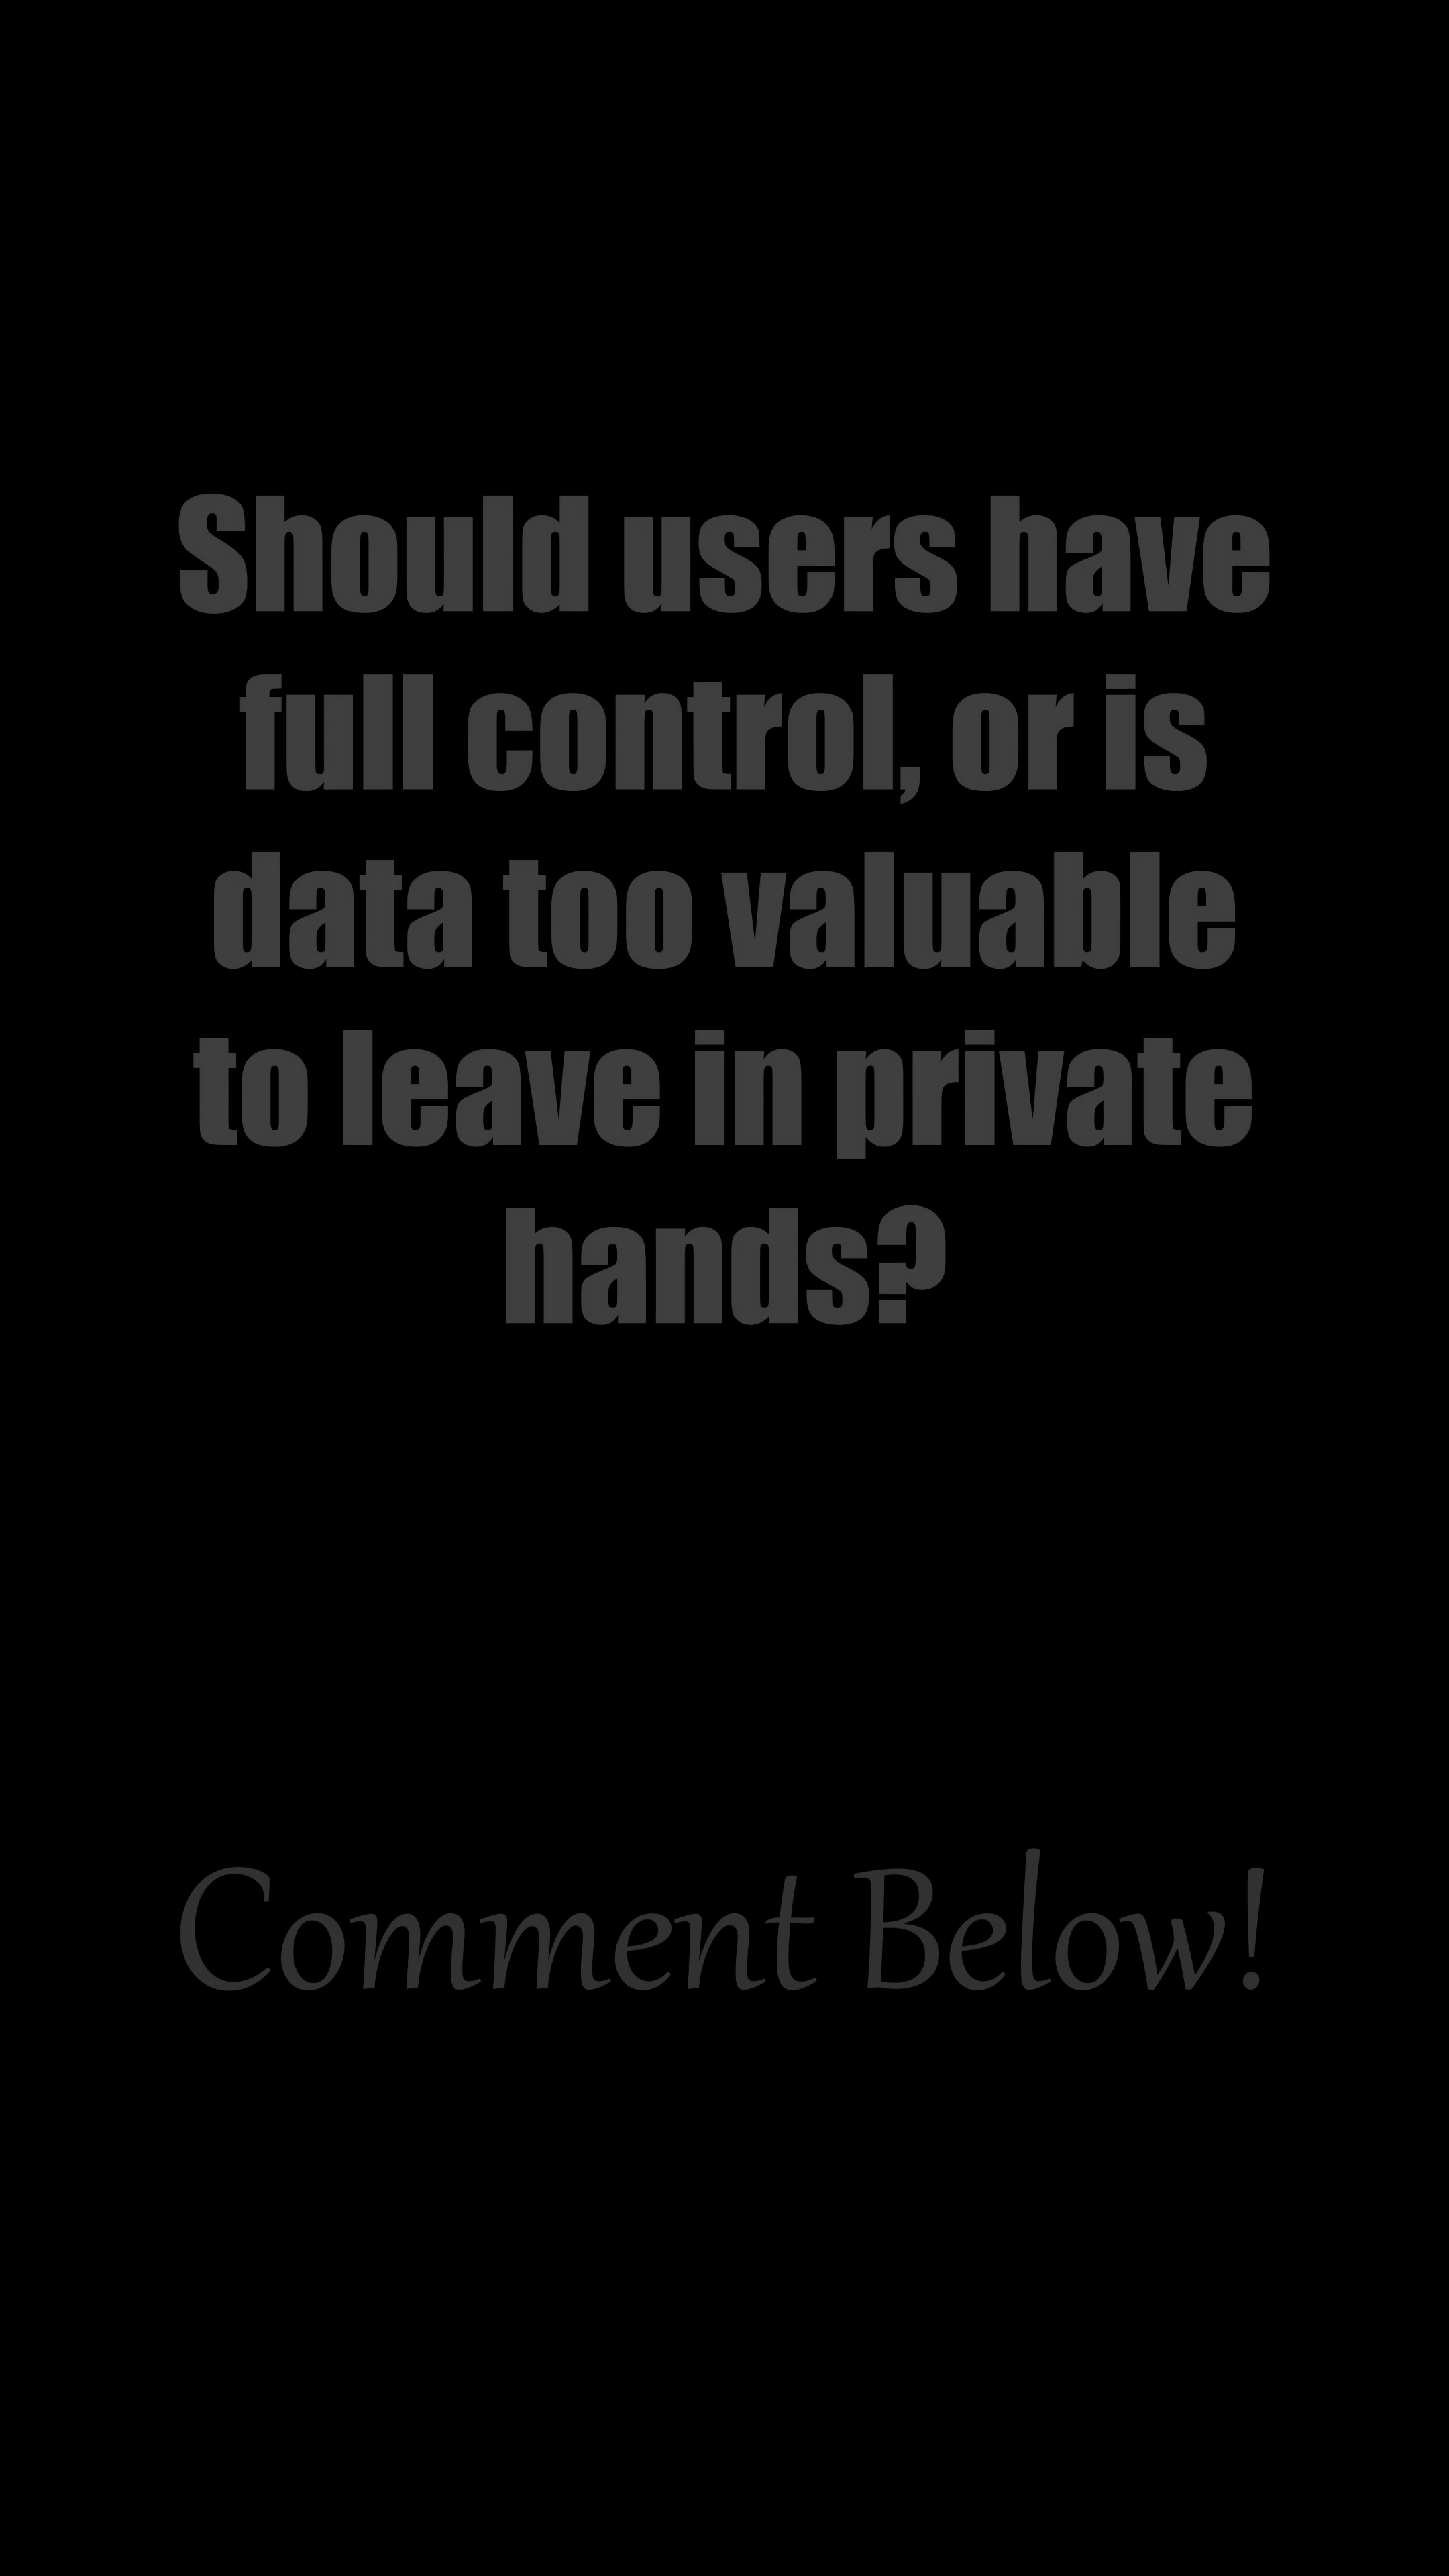 Should users have
full control, or is
data too valuable
to leave in private
hands?
Comment Below!